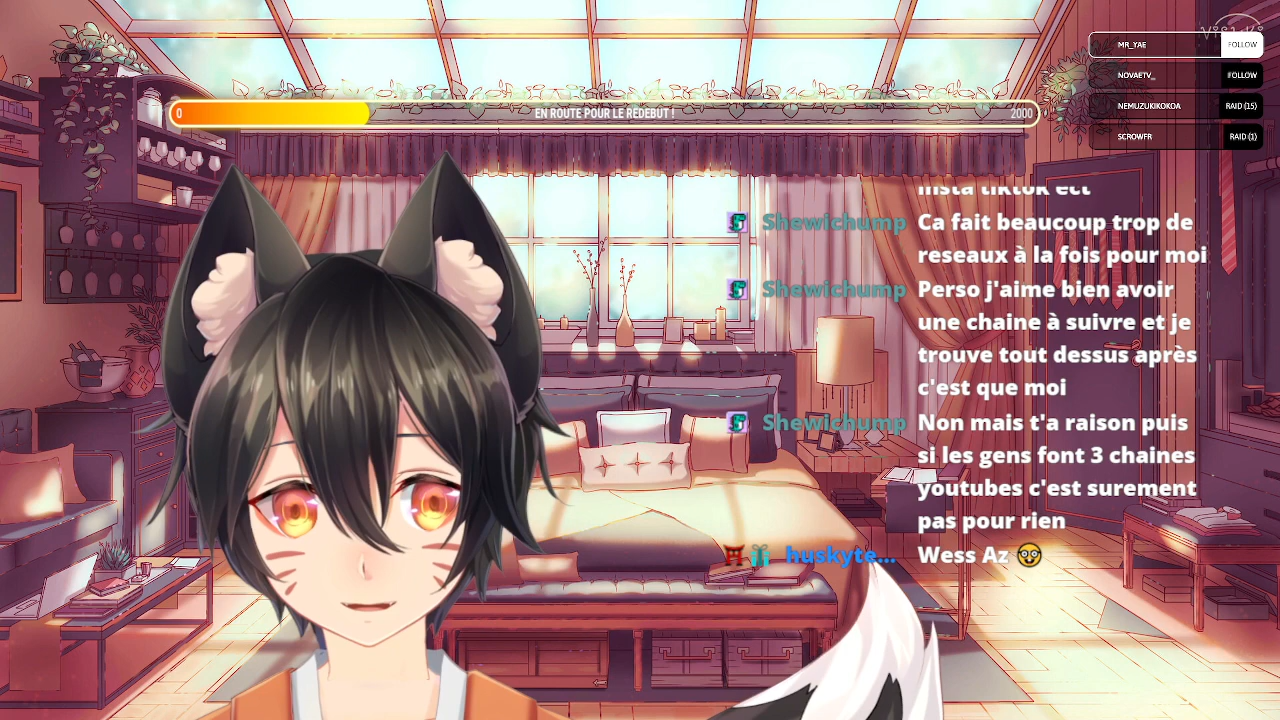 MR_YAE FOLLOW
NOVAETV_ FOLLOW
NEMUZUKIKOKOA RAID (15)
SCROWFR RAID (1)
0 EN ROUTE POUR LE REDEBUT ! 2000
insta tiktok ect
Shewichump Ca fait beaucoup trop de
reseaux à la fois pour moi
Shewichump Perso j'aime bien avoir
une chaine à suivre et je
trouve tout dessus après
c'est que moi
Shewichump Non mais t'a raison puis
si les gens font 3 chaines
youtubes c'est surement
pas pour rien
huskyte... Wess Az